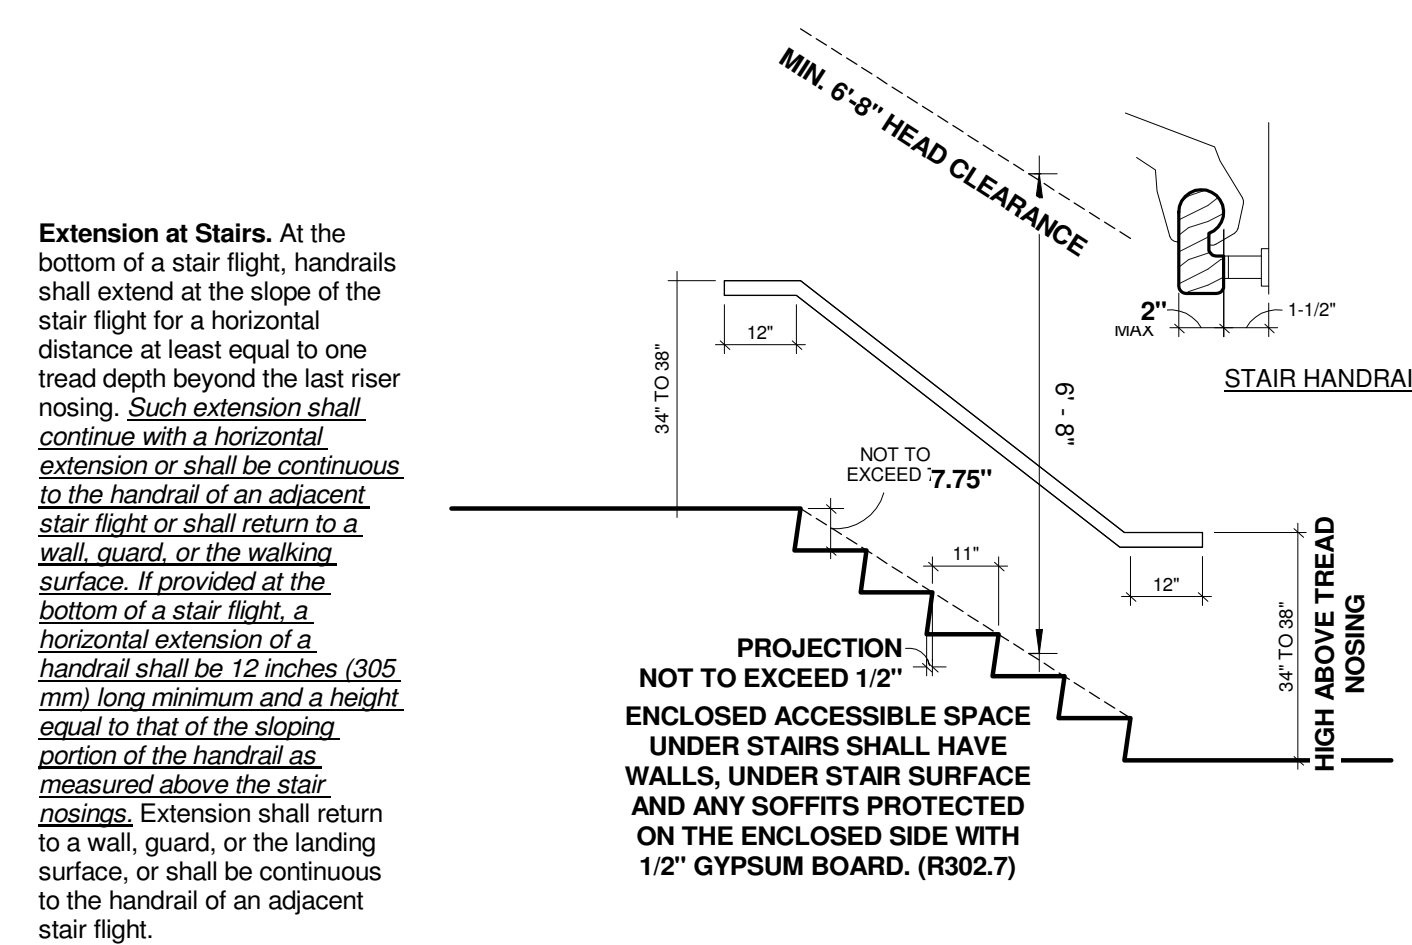 Extension at Stairs. At the
bottom of a stair flight, handrails
shall extend at the slope of the
stair flight for a horizontal
distance at least equal to one
tread depth beyond the last riser
nosing. Such extension shall
continue with a horizontal
extension or shall be continuous
to the handrail of an adjacent
stair flight or shall return to a
wall, guard, or the walking
surface. If provided at the
bottom of a stair flight, a
horizontal extension of a
handrail shall be 12 inches (305
mm) long minimum and a height
equal to that of the sloping
portion of the handrail as
measured above the stair
nosings. Extension shall return
to a wall, guard, or the landing
surface, or shall be continuous
to the handrail of an adjacent
stair flight.
MIN. 6'-8" HEAD CLEARANCE
2"
MAX
1-1/2"
STAIR HANDRAI
12"
34" TO 38"
6' - 8"
NOT TO
EXCEED
7.75"
11"
12"
PROJECTION
NOT TO EXCEED 1/2"
34" TO 38"
HIGH ABOVE TREAD
NOSING
ENCLOSED ACCESSIBLE SPACE
UNDER STAIRS SHALL HAVE
WALLS, UNDER STAIR SURFACE
AND ANY SOFFITS PROTECTED
ON THE ENCLOSED SIDE WITH
1/2" GYPSUM BOARD. (R302.7)